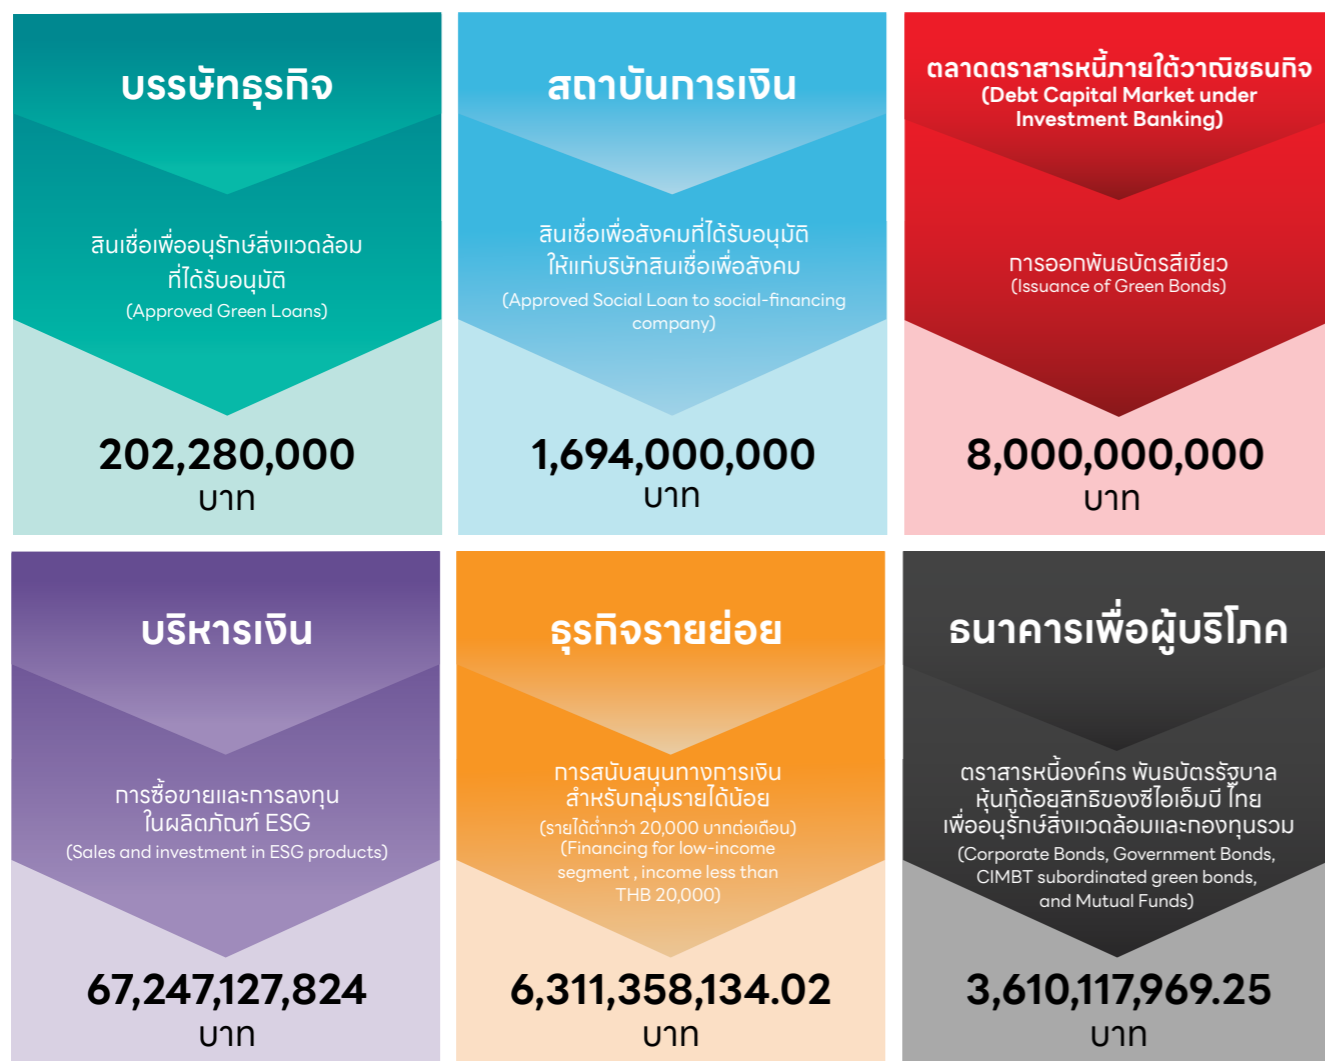 บรรษัทธุรกิจ
สินเชื่อเพื่ออนุรักษ์สิ่งแวดล้อม
ที่ได้รับอนุมัติ
(Approved Green Loans)
202,280,000
บาท
สถาบันการเงิน
สินเชื่อเพื่อสังคมที่ได้รับอนุมัติ
ให้แก่บริษัทสินเชื่อเพื่อสังคม
(Approved Social Loan to social-financing
company)
1,694,000,000
บาท
ตลาดตราสารหนี้ภายใต้วาณิชธนกิจ
(Debt Capital Market under
Investment Banking)
การออกพันธบัตรสีเขียว
(Issuance of Green Bonds)
8,000,000,000
บาท
บริหารเงิน
การซื้อขายและการลงทุน
ในผลิตภัณฑ์ ESG
(Sales and investment in ESG products)
67,247,127,824
บาท
ธุรกิจรายย่อย
การสนับสนุนทางการเงิน
สำหรับกลุ่มรายได้น้อย
(รายได้ต่ำกว่า 20,000 บาทต่อเดือน)
(Financing for low-income
segment , income less than
THB 20,000)
6,311,358,134.02
บาท
ธนาคารเพื่อผู้บริโภค
ตราสารหนี้องค์กร พันธบัตรรัฐบาล
หุ้นกู้ด้อยสิทธิของซีไอเอ็มบี ไทย
เพื่ออนุรักษ์สิ่งแวดล้อมและกองทุนรวม
(Corporate Bonds, Government Bonds,
CIMBT subordinated green bonds,
and Mutual Funds)
3,610,117,969.25
บาท